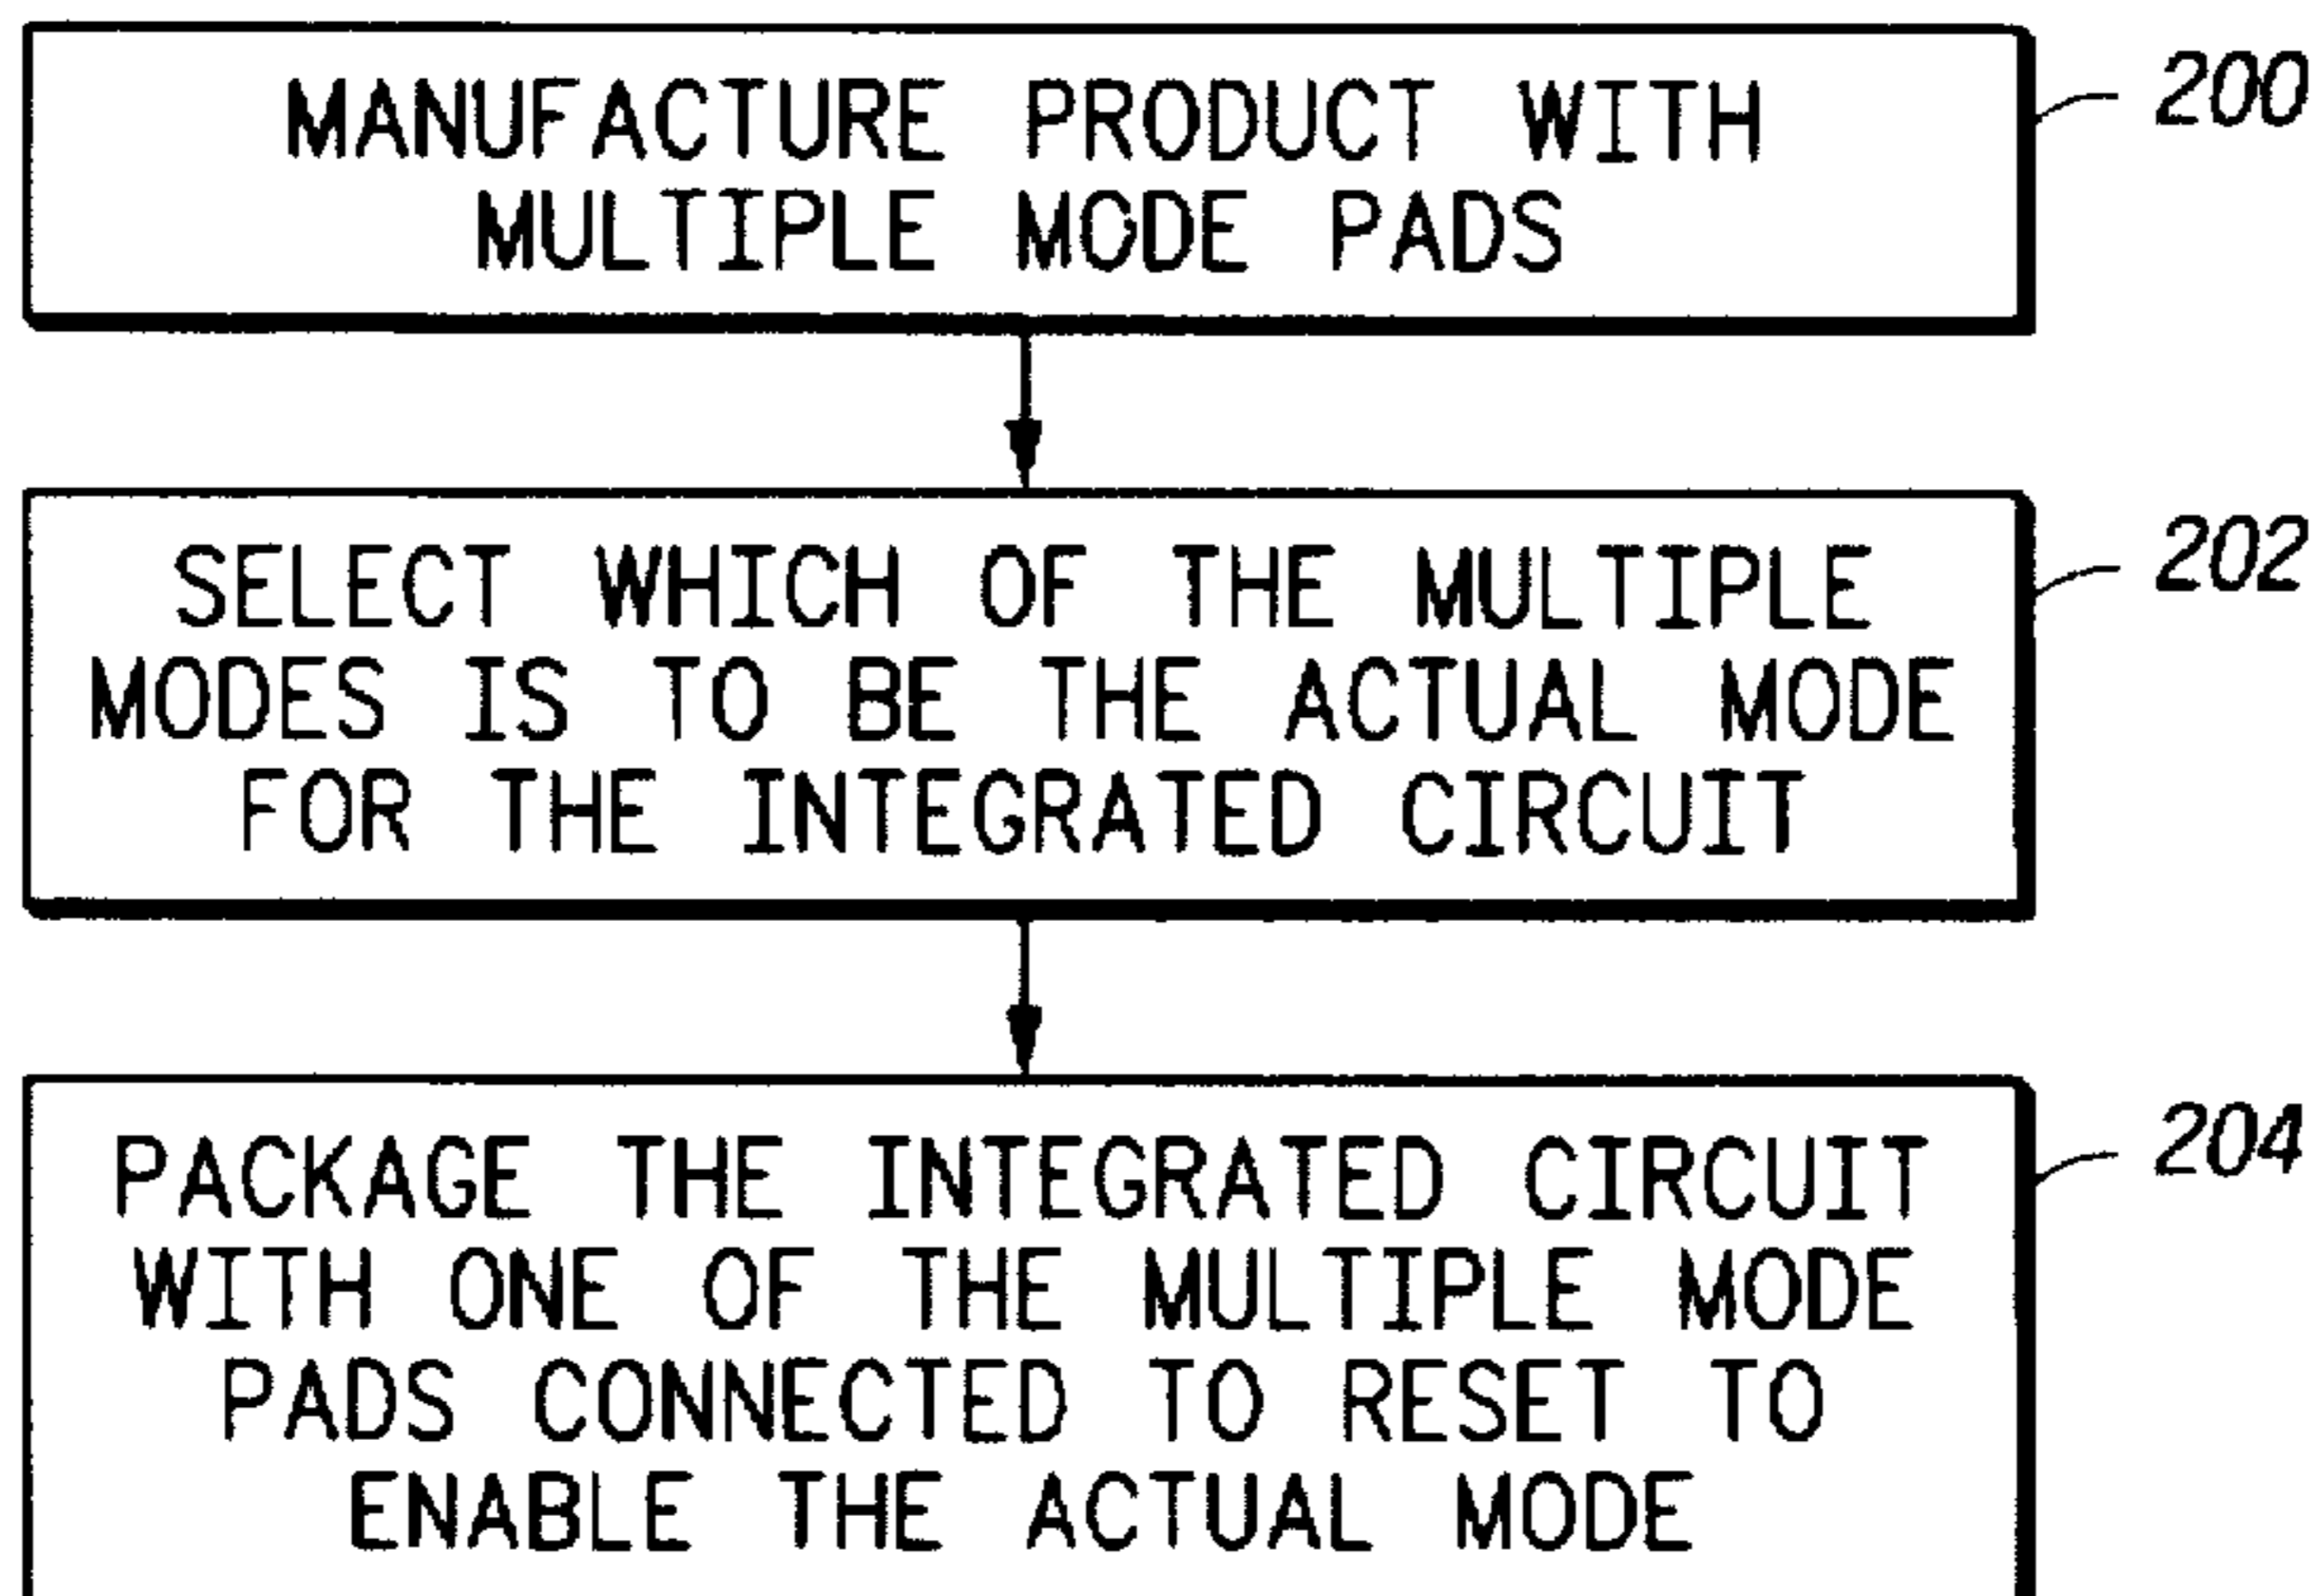 MANUFACTURE PRODUCT WITH
MULTIPLE MODE PADS
200
SELECT WHICH OF THE MULTIPLE
MODES IS TO BE THE ACTUAL MODE
FOR THE INTEGRATED CIRCUIT
202
PACKAGE THE INTEGRATED CIRCUIT
WITH ONE OF THE MULTIPLE MODE
PADS CONNECTED TO RESET TO
ENABLE THE ACTUAL MODE
204